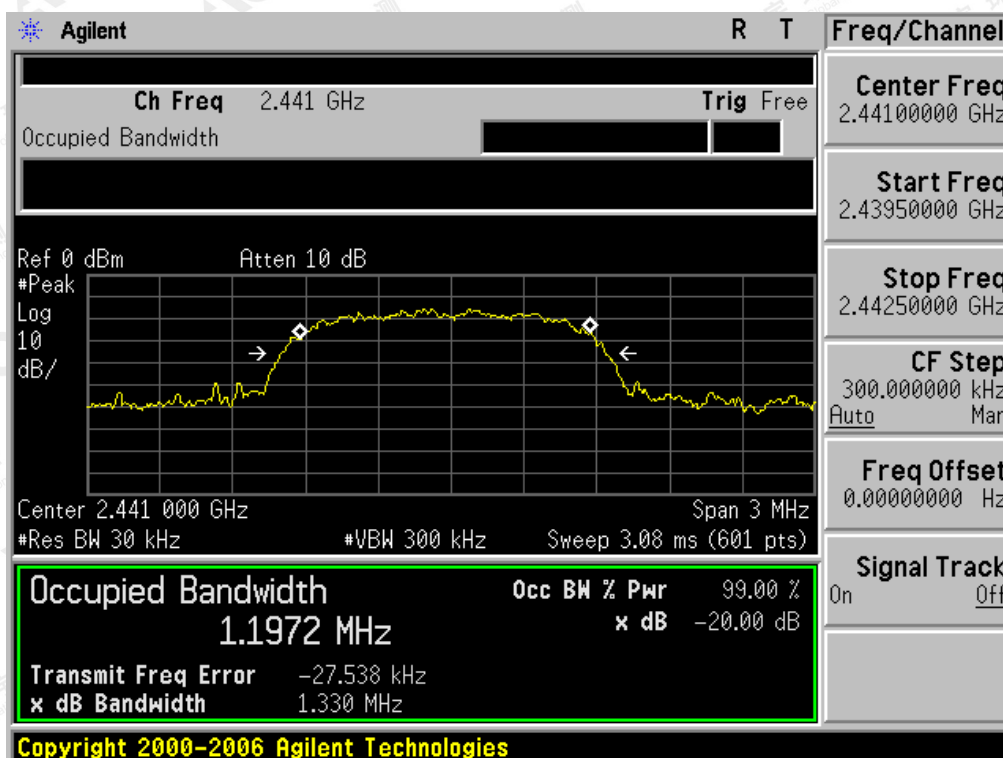 Agilent R T
Ch Freq 2.441 GHz Trig Free
Occupied Bandwidth
Ref 0 dBm Atten 10 dB
#Peak
Log
10
dB/
Center 2.441 000 GHz Span 3 MHz
#Res BW 30 kHz #VBW 300 kHz Sweep 3.08 ms (601 pts)
Occupied Bandwidth Occ BW % Pwr 99.00 %
1.1972 MHz x dB -20.00 dB
Transmit Freq Error -27.538 kHz
x dB Bandwidth 1.330 MHz
Copyright 2000-2006 Agilent Technologies
Freq/Channel
Center Freq
2.44100000 GHz
Start Freq
2.43950000 GHz
Stop Freq
2.44250000 GHz
CF Step
300.000000 kHz
Auto Man
Freq Offset
0.00000000 Hz
Signal Track
On Off